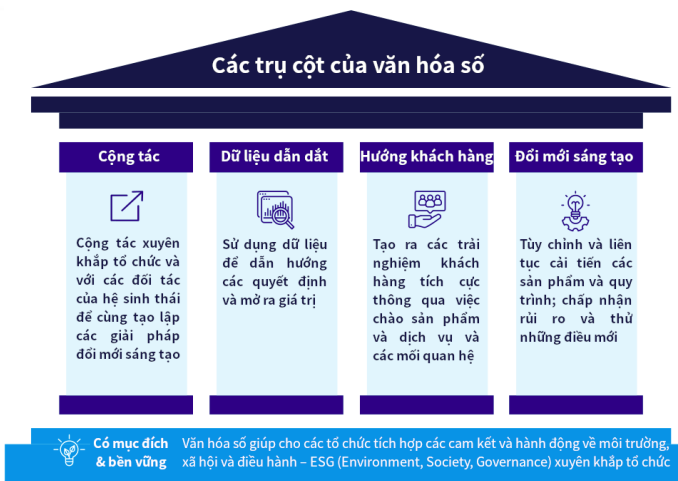 Các trụ cột của văn hóa số
Cộng tác
Cộng tác xuyên
khắp tổ chức và
với các đối tác
của hệ sinh thái
để cùng tạo lập
các giải pháp
đổi mới sáng tạo
Dữ liệu dẫn dắt
Sử dụng dữ liệu
để dẫn hướng
các quyết định
và mở ra giá trị
Hướng khách hàng
Tạo ra các trải
nghiệm khách
hàng tích cực
thông qua việc
chào sản phẩm
và dịch vụ và
các mối quan hệ
Đổi mới sáng tạo
Tùy chỉnh và liên
tục cải tiến các
sản phẩm và quy
trình; chấp nhận
rủi ro và thử
những điều mới
Có mục đích
& bền vững
Văn hóa số giúp cho các tổ chức tích hợp các cam kết và hành động về môi trường,
xã hội và điều hành – ESG (Environment, Society, Governance) xuyên khắp tổ chức